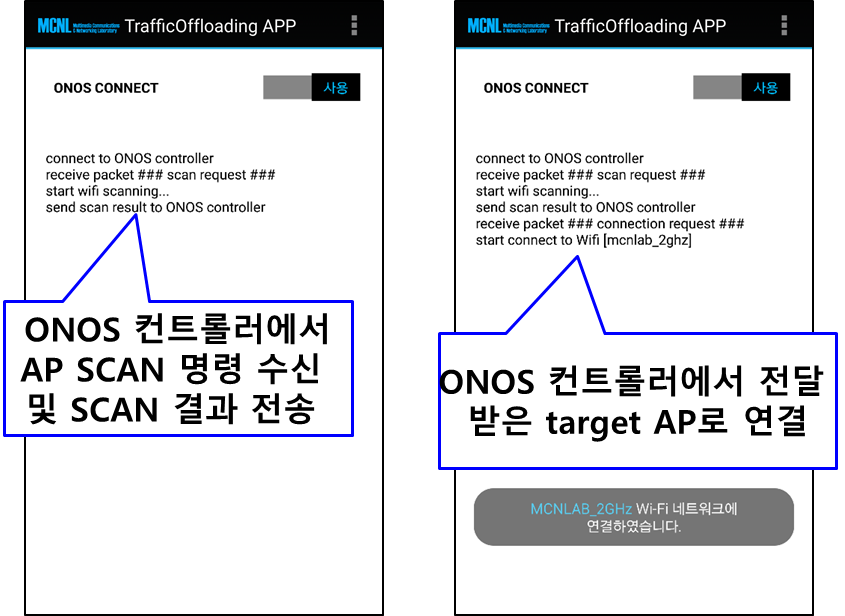 MCNL Multimedia Communications & Networking Laboratory TrafficOffloading APP
ONOS CONNECT 사용
connect to ONOS controller
receive packet ### scan request ###
start wifi scanning...
send scan result to ONOS controller
ONOS 컨트롤러에서
AP SCAN 명령 수신
및 SCAN 결과 전송
MCNL Multimedia Communications & Networking Laboratory TrafficOffloading APP
ONOS CONNECT 사용
connect to ONOS controller
receive packet ### scan request ###
start wifi scanning...
send scan result to ONOS controller
receive packet ### connection request ###
start connect to Wifi [mcnlab_2ghz]
ONOS 컨트롤러에서 전달
받은 target AP로 연결
MCNLAB_2GHz Wi-Fi 네트워크에
연결하였습니다.